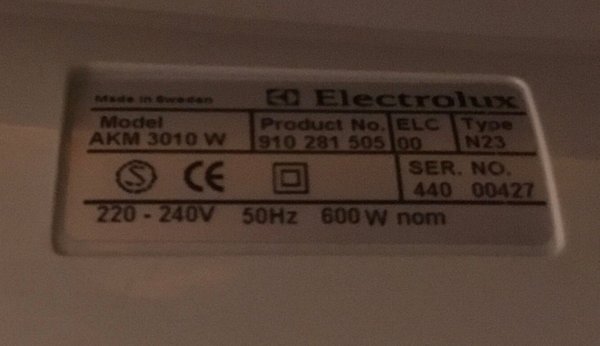 Made in Sweden Electrolux
Model Product No. ELC Type
AKM 3010 W 910 281 505 00 N23
S CE SER. NO.
440 00427
220 - 240V 50Hz 600 W nom